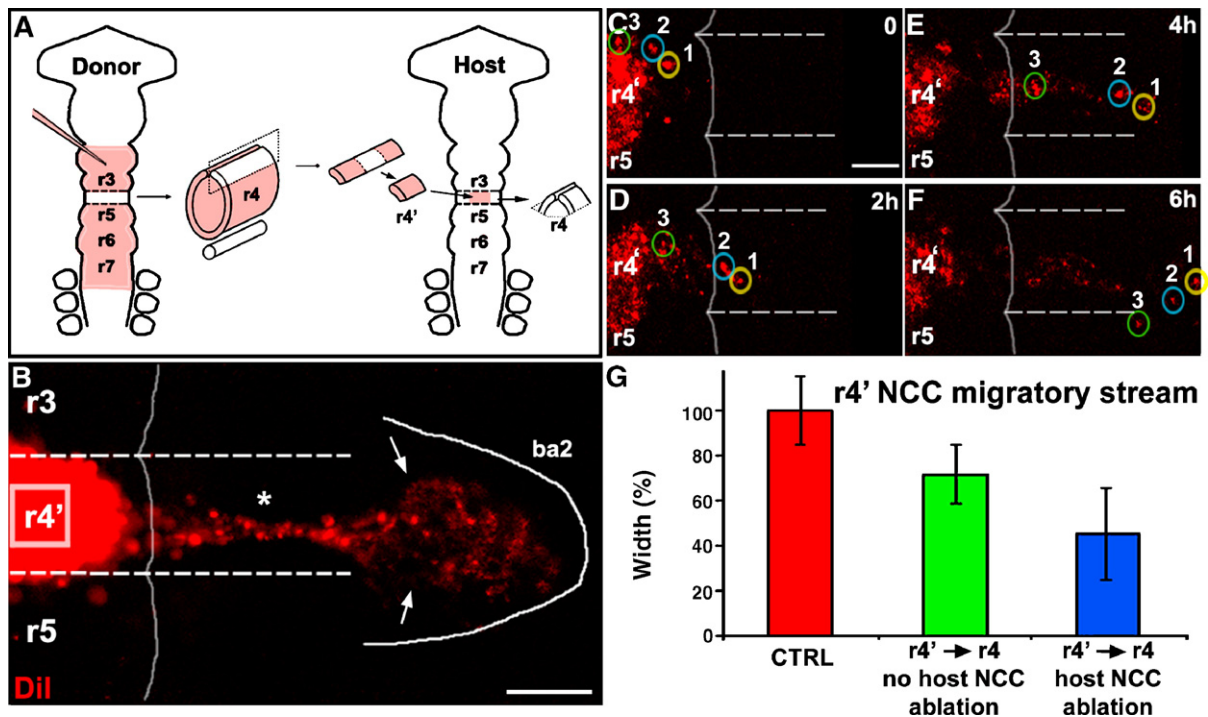 A
Donor
r3
r5
r6
r7
r4
r4'
Host
r3
r5
r6
r7
r4
B
r3
r4'
r5
DiI
*
ba2
C
3
2
1
0
r4'
r5
D
3
2
1
2h
r4'
r5
E
3
2
1
4h
r4'
r5
F
1
2
3
6h
r4'
r5
G
r4' NCC migratory stream
Width (%)
100
80
60
40
20
0
CTRL
r4' → r4
no host NCC
ablation
r4' → r4
host NCC
ablation